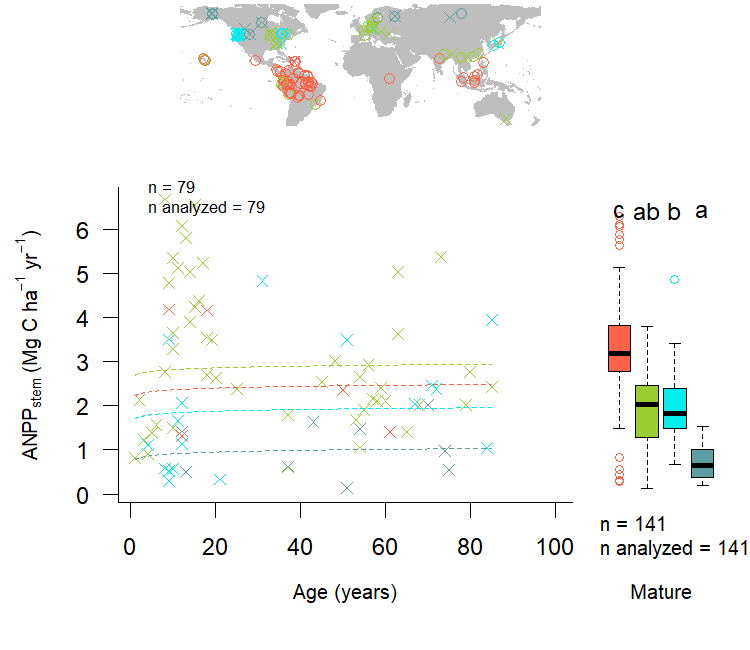 n = 79
n analyzed = 79
ANPPstem (Mg C ha−1 yr−1)
6
5
4
3
2
1
0
0 20 40 60 80 100
Age (years)
c ab b a
n = 141
n analyzed = 141
Mature